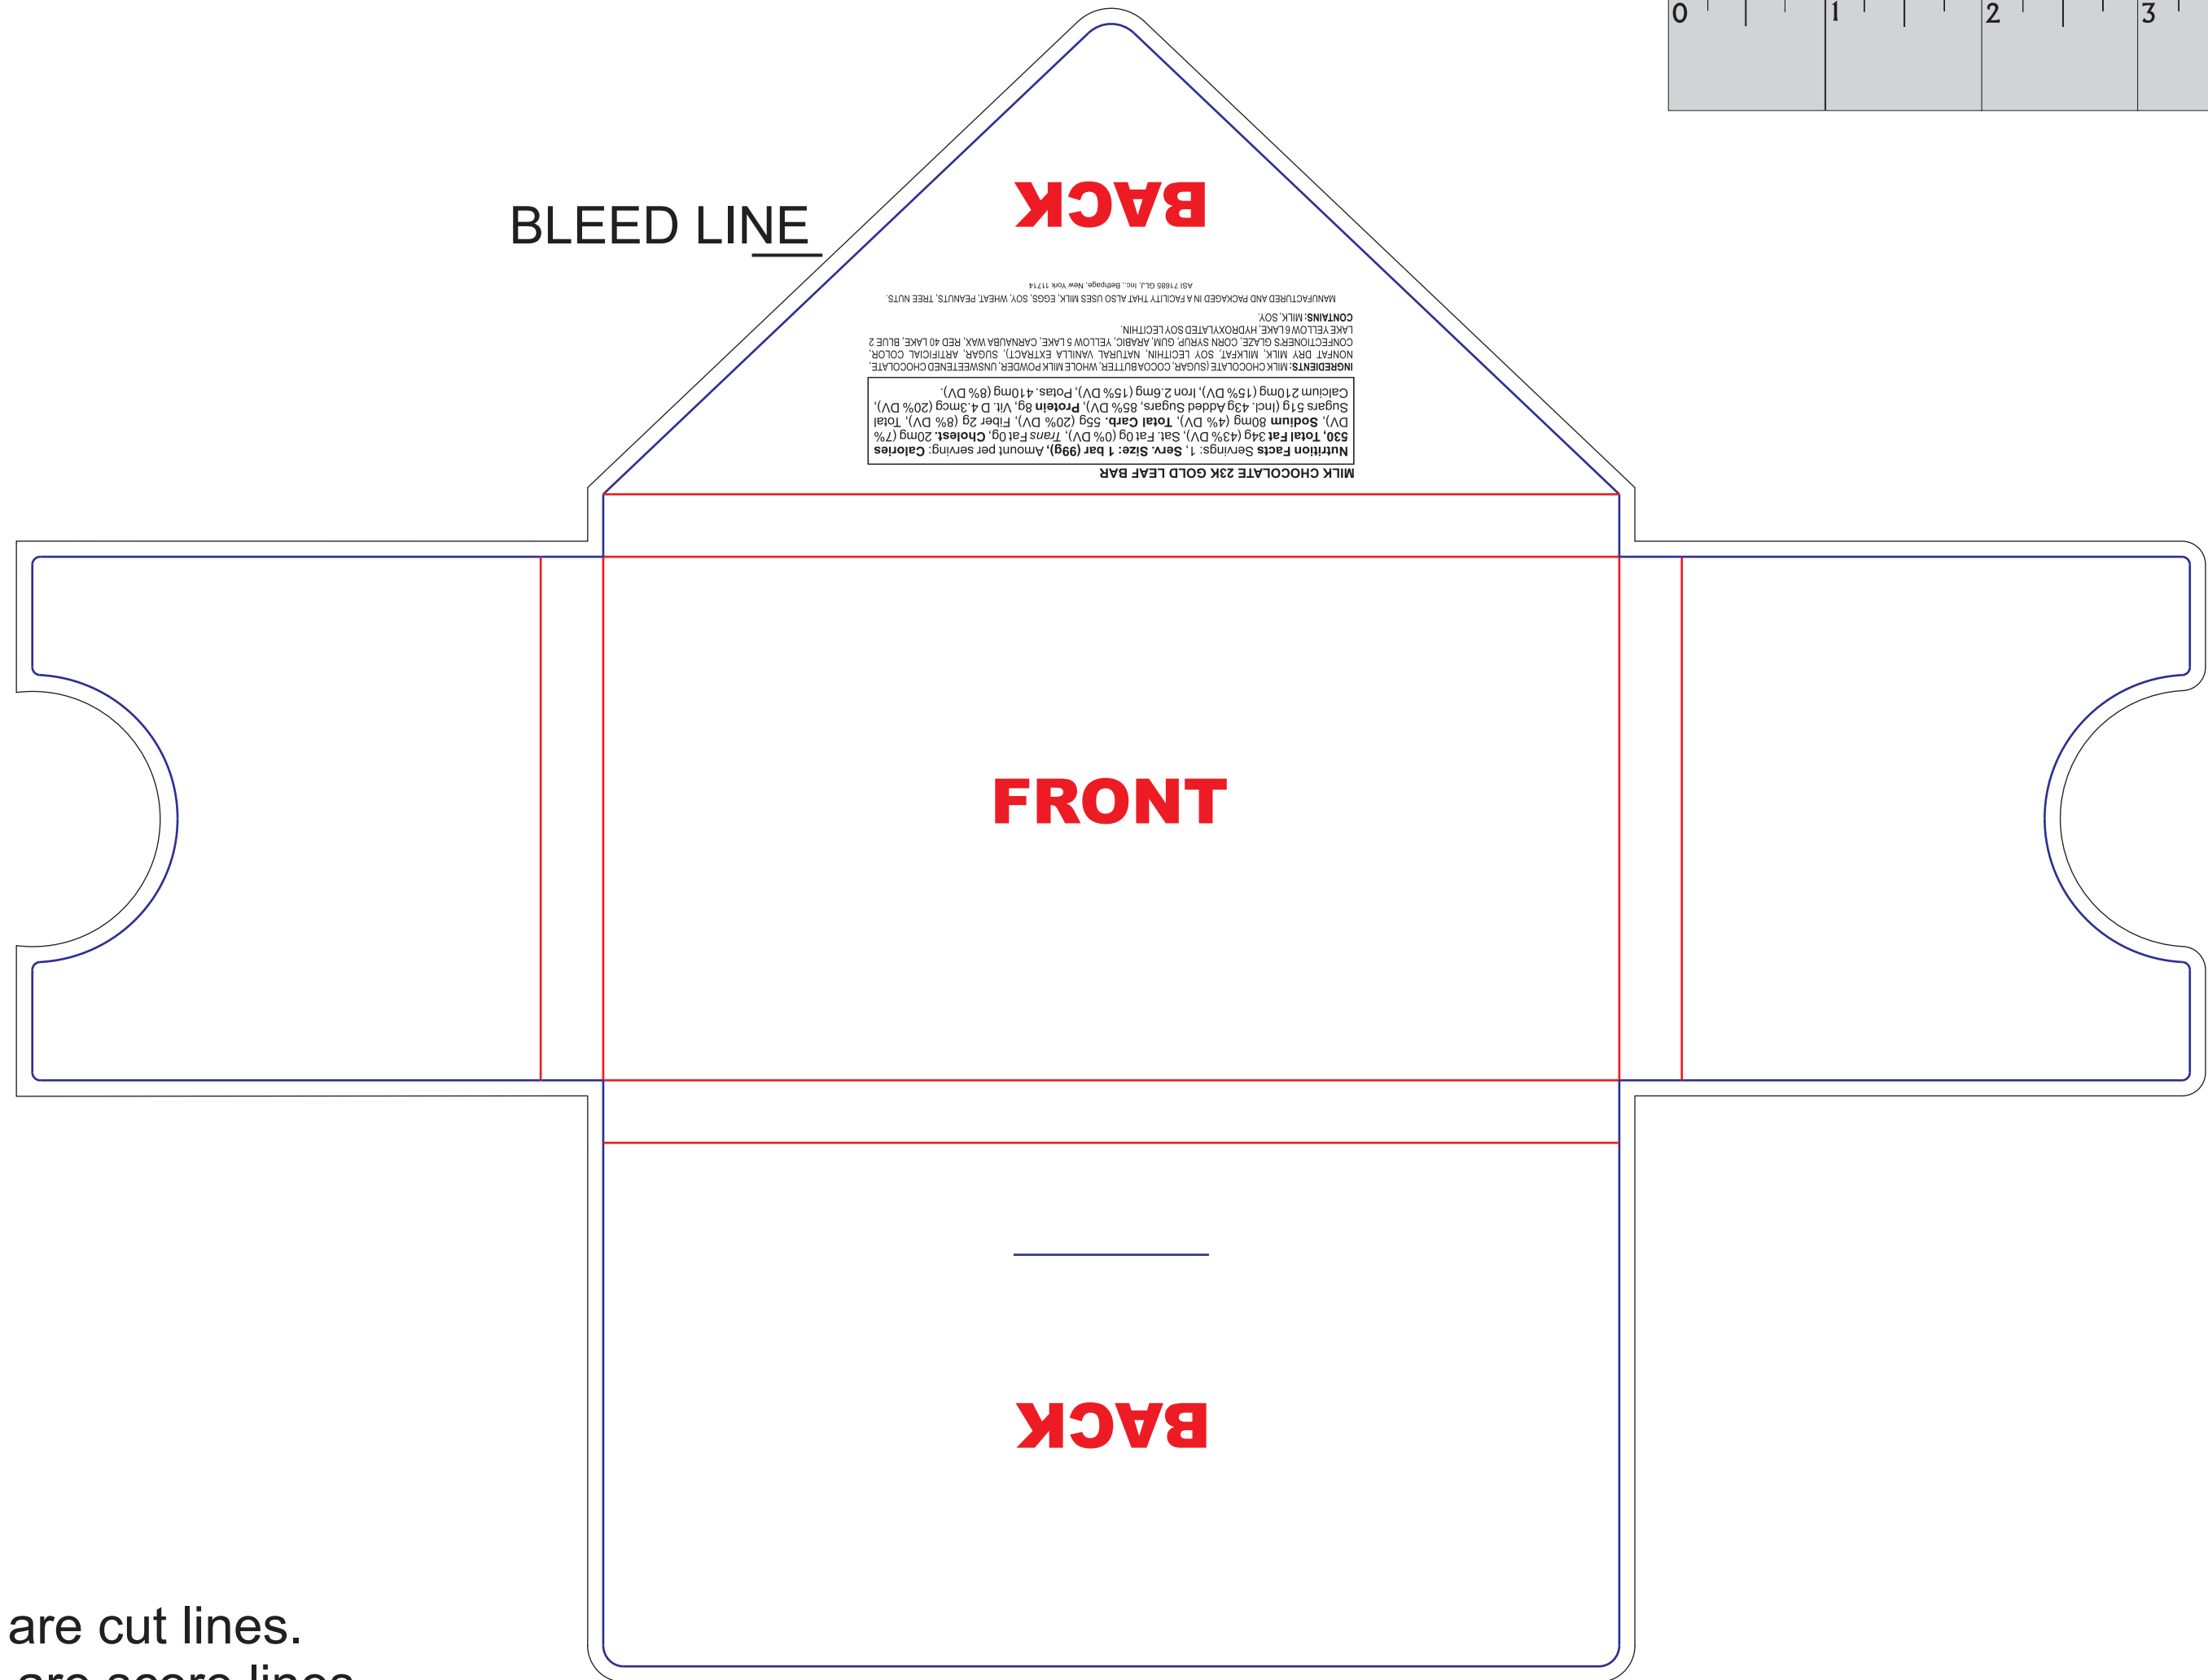 0 1 2 3
BLEED LINE
BACK
MILK CHOCOLATE 23K GOLD LEAF BAR
Nutrition Facts Servings: 1, Serv. Size: 1 bar (99g), Amount per serving: Calories
530, Total Fat 34g (43% DV), Sat. Fat 0g (0% DV), Trans Fat 0g, Cholest. 20mg (7%
DV), Sodium 80mg (4% DV), Total Carb. 55g (20% DV), Fiber 2g (8% DV), Total
Sugars 51g (Incl. 43g Added Sugars, 85% DV), Protein 8g, Vit. D 4.3mcg (20% DV),
Calcium 210mg (15% DV), Iron 2.6mg (15% DV), Potas. 410mg (8% DV).
INGREDIENTS: MILK CHOCOLATE (SUGAR, COCOA BUTTER, WHOLE MILK POWDER, UNSWEETENED CHOCOLATE,
NONFAT DRY MILK, MILKFAT, SOY LECITHIN, NATURAL VANILLA EXTRACT), SUGAR, ARTIFICIAL COLOR,
CONFECTIONER'S GLAZE, CORN SYRUP, GUM, ARABIC, YELLOW 5 LAKE, CARNAUBA WAX, RED 40 LAKE, BLUE 2
LAKE YELLOW 6 LAKE, HYDROXYLATED SOY LECITHIN.
CONTAINS: MILK, SOY.
MANUFACTURED AND PACKAGED IN A FACILITY THAT ALSO USES MILK, EGGS, SOY, WHEAT, PEANUTS, TREE NUTS.
ASI 71685 GLJ, Inc.. Bethpage, New York 11714
FRONT
BACK
are cut lines.
are score lines